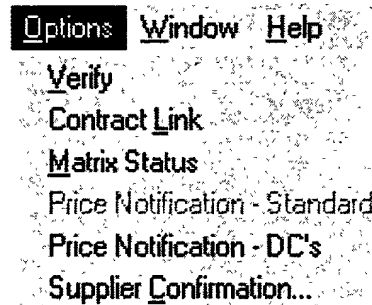 Options Window Help
Verify
Contract Link
Matrix Status
Price Notification - Standard
Price Notification - DC's
Supplier Confirmation...